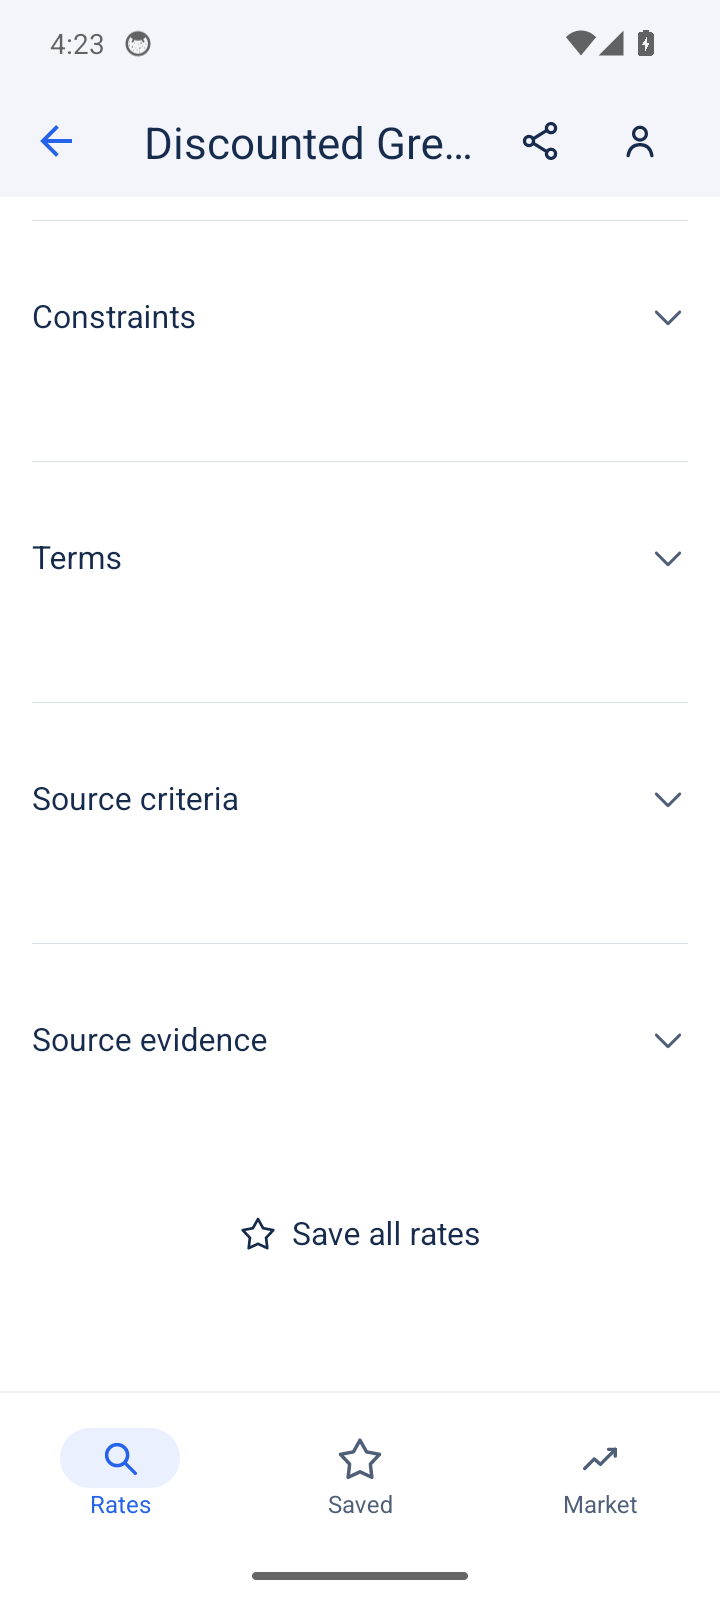 4:23
Discounted Gre...
Constraints
Terms
Source criteria
Source evidence
Save all rates
Rates
Saved
Market